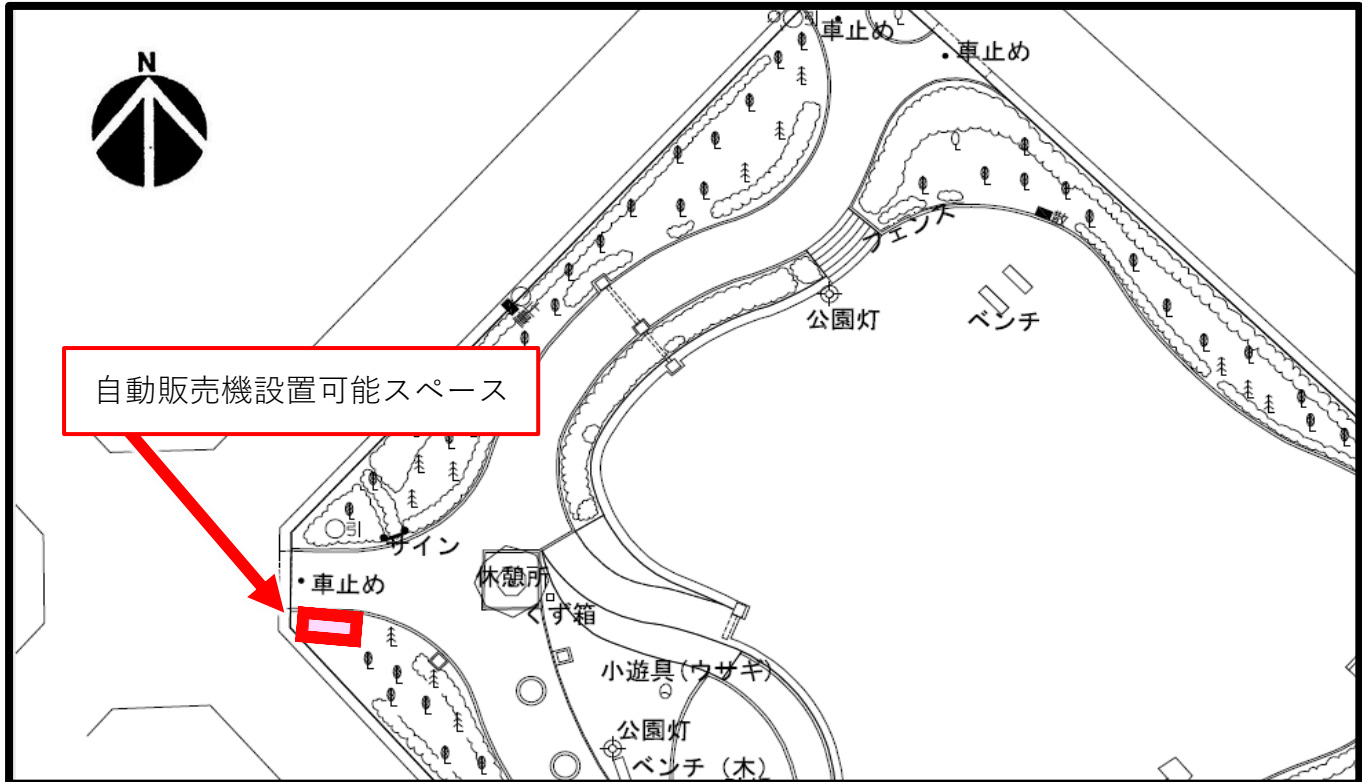 N
車止め
車止め
散
フェンス
公園灯
ベンチ
自動販売機設置可能スペース
引
サイン
車止め
休憩所
くず箱
小遊具(ウサギ)
公園灯
ベンチ（木）